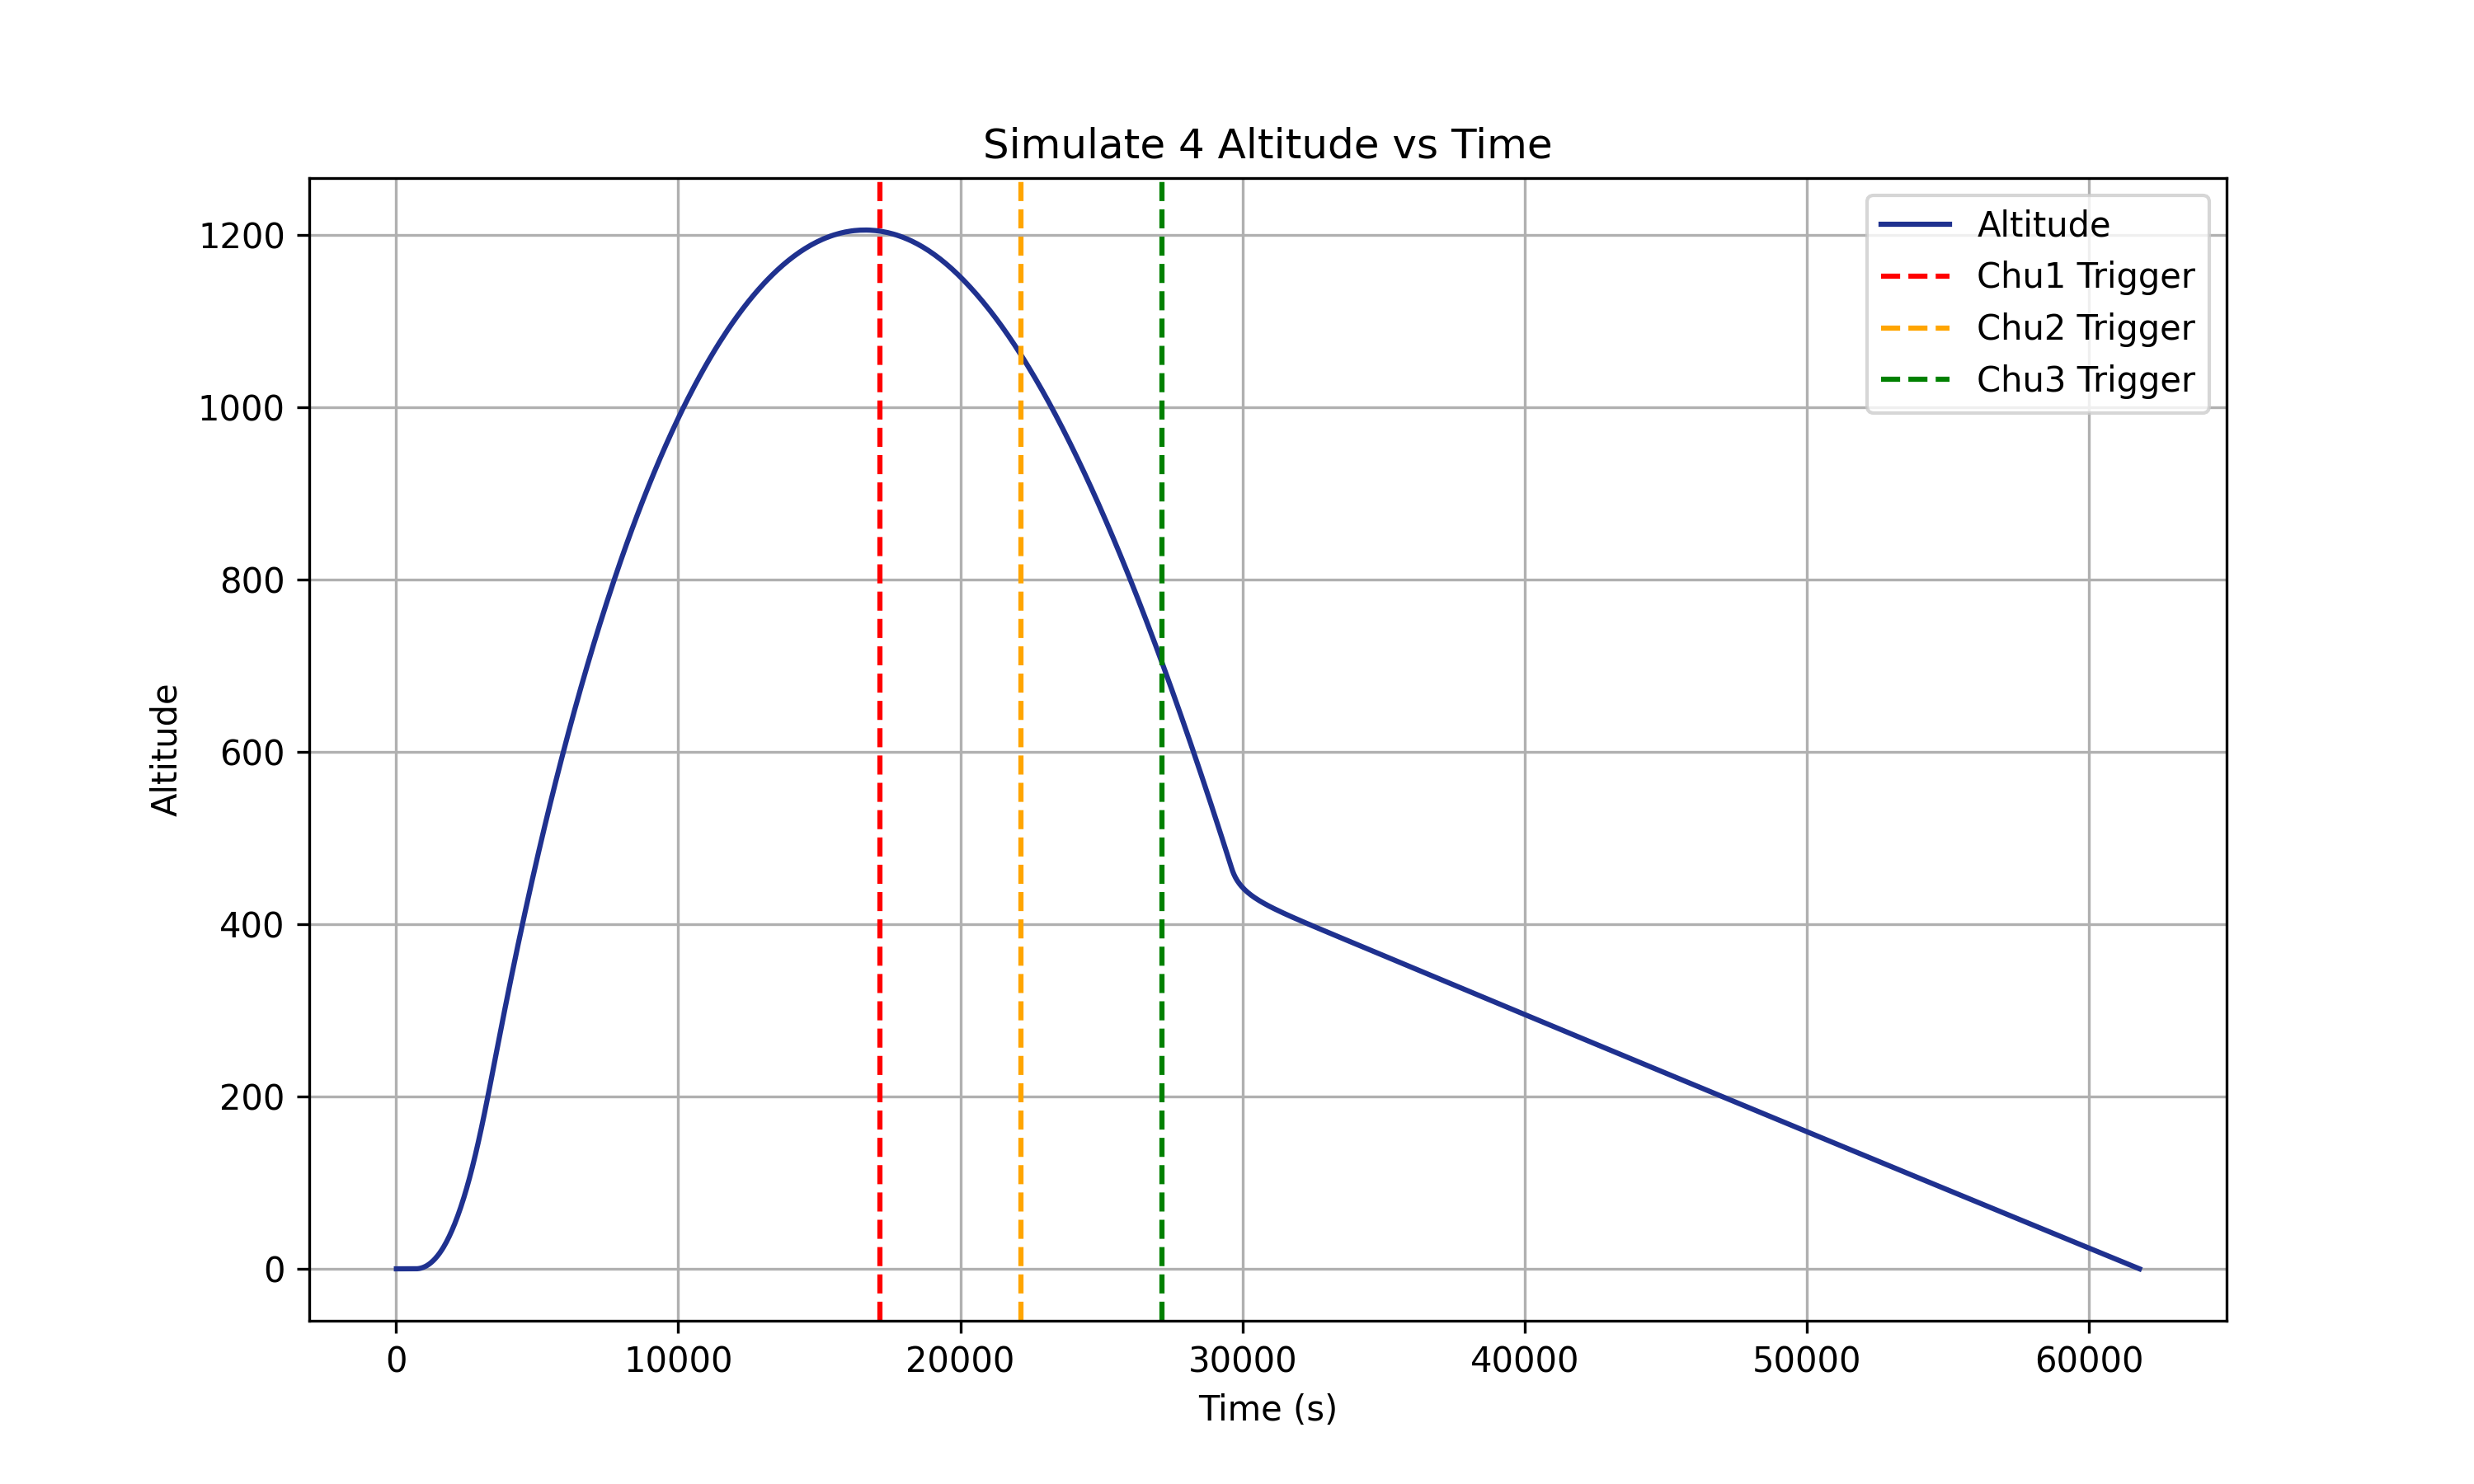 Simulate 4 Altitude vs Time
Altitude
Chu1 Trigger
Chu2 Trigger
Chu3 Trigger
1200
1000
800
600
400
200
0
Altitude
0 10000 20000 30000 40000 50000 60000
Time (s)